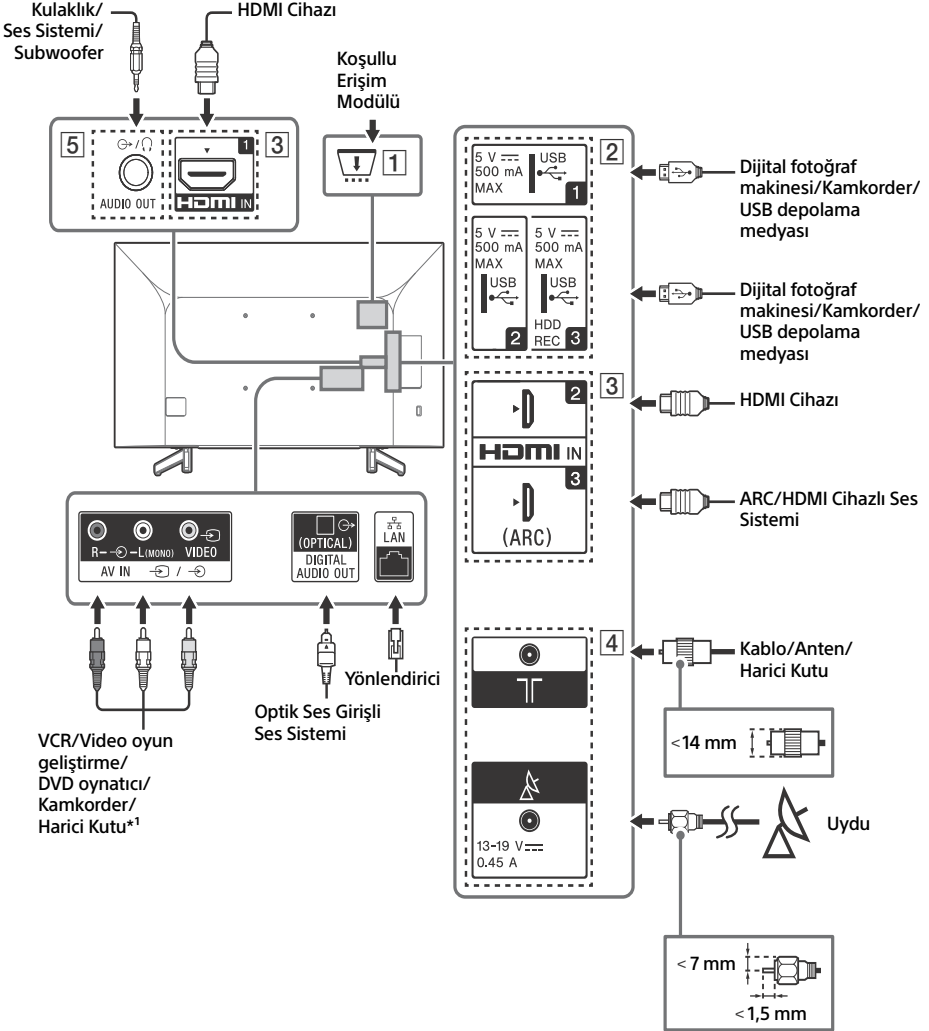 Kulaklık/
Ses Sistemi/
Subwoofer
HDMI Cihazı
Koşullu
Erişim
Modülü
5
AUDIO OUT
1
HDMI IN
3
1
5 V
500 mA
MAX
USB
1
2
Dijital fotoğraf
makinesi/Kamkorder/
USB depolama
medyası
5 V
500 mA
MAX
USB
2
5 V
500 mA
MAX
USB
HDD
REC 3
Dijital fotoğraf
makinesi/Kamkorder/
USB depolama
medyası
2
3
HDMI Cihazı
HDMI IN
3
(ARC)
ARC/HDMI Cihazlı Ses
Sistemi
R- -L(MONO) VIDEO
AV IN /
(OPTICAL)
DIGITAL
AUDIO OUT
LAN
VCR/Video oyun
geliştirme/
DVD oynatıcı/
Kamkorder/
Harici Kutu*1
Optik Ses Girişli
Ses Sistemi
Yönlendirici
4
Kablo/Anten/
Harici Kutu
<14 mm
13-19 V
0.45 A
Uydu
<7 mm
<1,5 mm